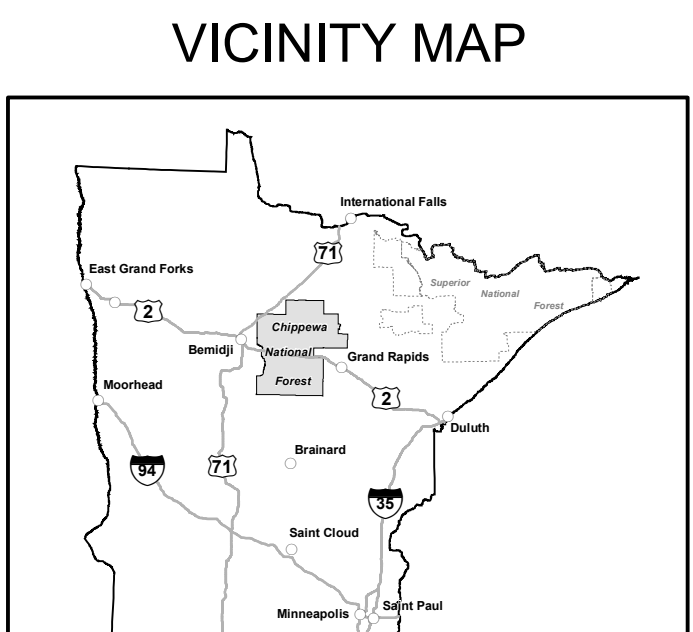 VICINITY MAP
International Falls
71
East Grand Forks
Superior
National
Forest
2
Chippewa
Bemidji
National
Grand Rapids
Forest
Moorhead
2
Duluth
Brainard
94
71
35
Saint Cloud
Minneapolis
Saint Paul